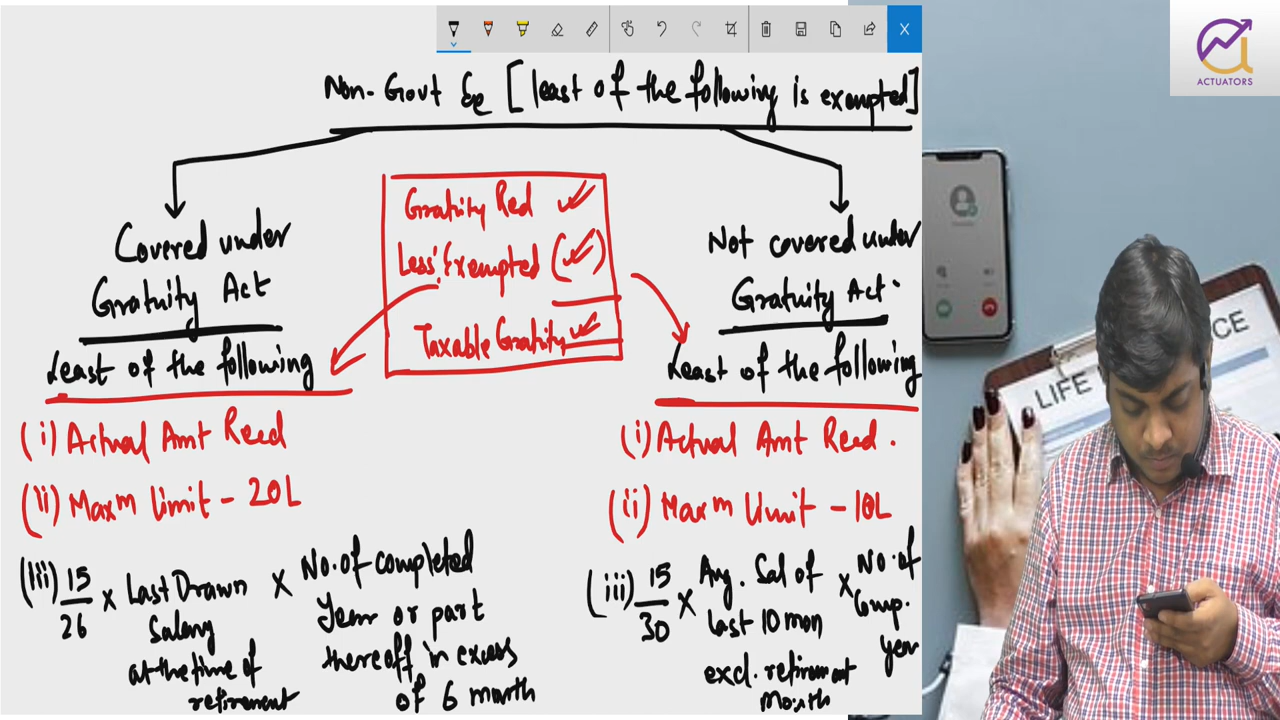 Non-Govt Ee [least of the following is exempted]
Gratuity Recd
Less: Exempted (✓)
Taxable Gratuity
Covered under
Gratuity Act
Least of the following
(i) Actual Amt Recd
(ii) Maxm limit - 20L
(iii) 15/26 × Last Drawn Salary at the time of retirement × No. of completed Year or part thereoff in excess of 6 month
Not covered under
Gratuity Act.
Least of the following
(i) Actual Amt Recd.
(ii) Maxm limit - 10L
(iii) 15/30 × Avg. Sal of last 10 mon excl. retirement Month × No. of Comp. year
ACTUATORS
LIFE
CE